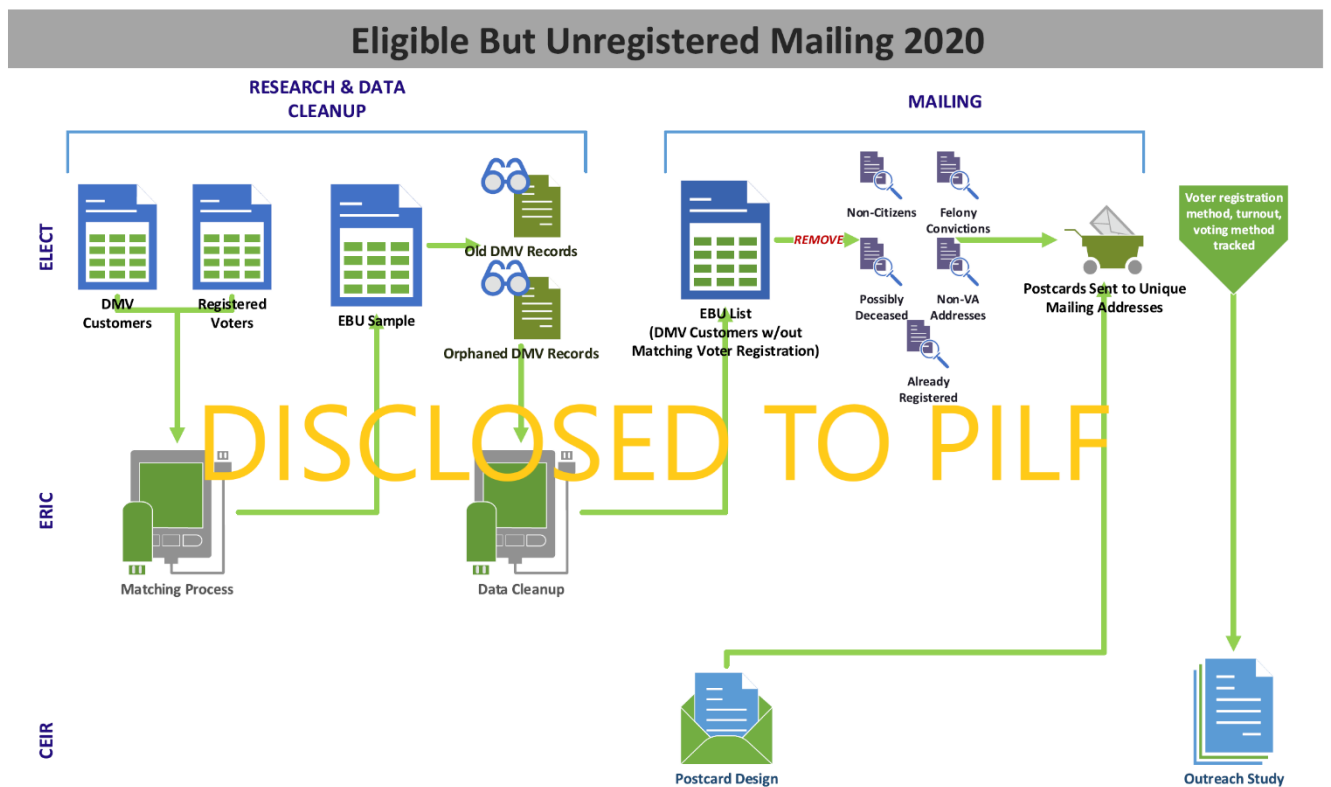 Eligible But Unregistered Mailing 2020
RESEARCH & DATA
CLEANUP
MAILING
ELECT
DMV
Customers
Registered
Voters
EBU Sample
Old DMV Records
Orphaned DMV Records
EBU List
(DMV Customers w/out
Matching Voter Registration)
REMOVE
Non-Citizens
Felony
Convictions
Possibly
Deceased
Non-VA
Addresses
Already
Registered
Postcards Sent to Unique
Mailing Addresses
Voter registration
method, turnout,
voting method
tracked
DISCLOSED TO PILF
ERIC
Matching Process
Data Cleanup
CEIR
Postcard Design
Outreach Study